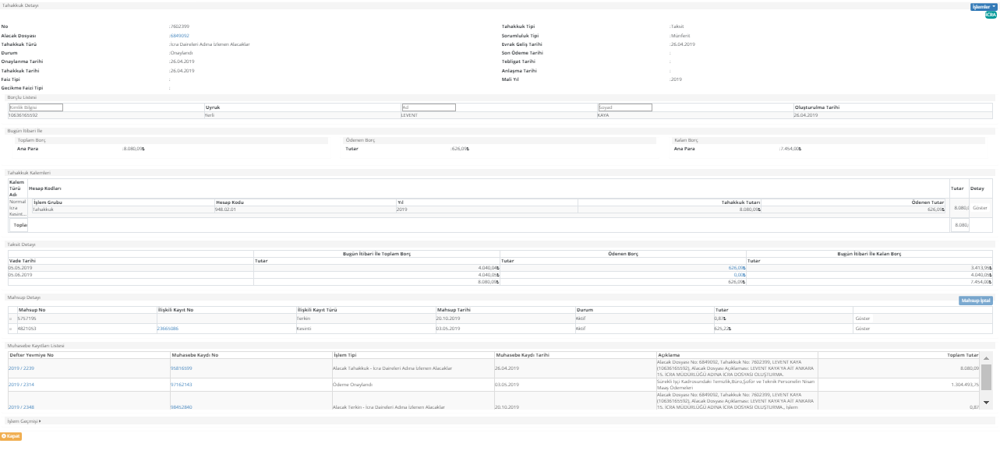 Tahakkuk Detayı
İşlemler
İCRA
No :7602399 Tahakkuk Tipi :Taksit
Alacak Dosyası :6849092 Sorumluluk Tipi :Münferit
Tahakkuk Türü :İcra Daireleri Adına İzlenen Alacaklar Evrak Geliş Tarihi :26.04.2019
Durum :Onaylandı Son Ödeme Tarihi :
Onaylanma Tarihi :26.04.2019 Tebligat Tarihi :
Tahakkuk Tarihi :26.04.2019 Anlaşma Tarihi :
Faiz Tipi : Mali Yıl :2019
Gecikme Faizi Tipi :
Borçlu Listesi
Kimlik Bilgisi Uyruk Ad Soyad Oluşturulma Tarihi
10636165592 Yerli LEVENT KAYA 26.04.2019
Bugün İtibari İle
Toplam Borç Ödenen Borç Kalan Borç
Ana Para :8.080,09₺ Tutar :626,09₺ Ana Para :7.454,00₺
Tahakkuk Kalemleri
Kalem Türü Adı Hesap Kodları Tutar Detay
İşlem Grubu Hesap Kodu Yıl Tahakkuk Tutarı Ödenen Tutar
Normal İcra Kesint... Tahakkuk 948.02.01 2019 8.080,09₺ 626,09₺ 8.080,0 Göster
Topla 8.080,
Taksit Detayı
Bugün İtibari İle Toplam Borç Ödenen Borç Bugün İtibari İle Kalan Borç
Vade Tarihi Tutar Tutar Tutar
05.05.2019 4.040,04₺ 626,09₺ 3.413,95₺
05.06.2019 4.040,05₺ 0,00₺ 4.040,05₺
8.080,09₺ 626,09₺ 7.454,00₺
Mahsup Detayı
Mahsup İptal
Mahsup No İlişkili Kayıt No İlişkili Kayıt Türü Mahsup Tarihi Durum Tutar
5757195 Terkin 20.10.2019 Aktif 0,87₺ Göster
4821053 23665086 Kesinti 03.05.2019 Aktif 625,22₺ Göster
Muhasebe Kayıtları Listesi
Defter Yevmiye No Muhasebe Kaydı No İşlem Tipi Muhasebe Kaydı Tarihi Açıklama Toplam Tutar
Alacak Dosyası No: 6849092, Tahakkuk No: 7602399, LEVENT KAYA
2019 / 2239 95816599 Alacak Tahakkuk - İcra Daireleri Adına İzlenen Alacaklar 26.04.2019 (10636165592), Alacak Dosyası Açıklaması: LEVENT KAYA'YA AİT ANKARA 8.080,09
15. İCRA MÜDÜRLÜĞÜ ADINA İCRA DOSYASI OLUŞTURMA.
2019 / 2314 97162143 Ödeme Onaylandı 03.05.2019 Sürekli İşçi Kadrosundaki Temizlik,Büro,Şoför ve Teknik Personelin Nisan 1.304.493,75
Maaş Ödemeleri
Alacak Dosyası No: 6849092, Tahakkuk No: 7602399, LEVENT KAYA
(10636165592), Alacak Dosyası Açıklaması: LEVENT KAYA'YA AİT ANKARA
2019 / 2348 98452840 Alacak Terkin - İcra Daireleri Adına İzlenen Alacaklar 20.10.2019 15. İCRA MÜDÜRLÜĞÜ ADINA İCRA DOSYASI OLUŞTURMA., İşlem 0,87
İşlem Geçmişi
Kapat